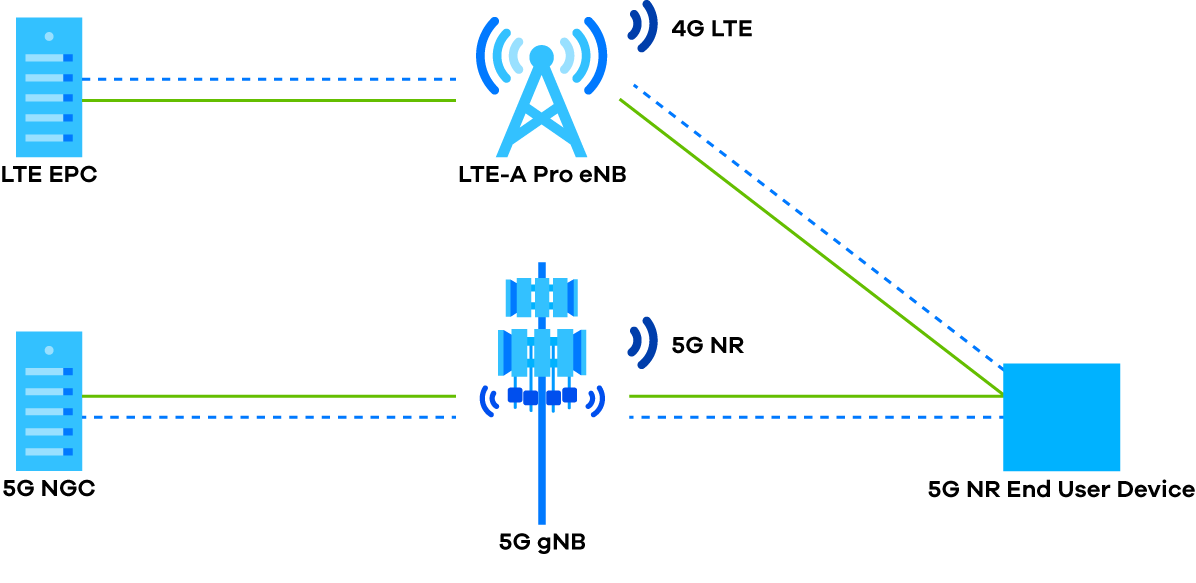 4G LTE
LTE EPC
LTE-A Pro eNB
5G NR
5G NGC
5G NR End User Device
5G gNB